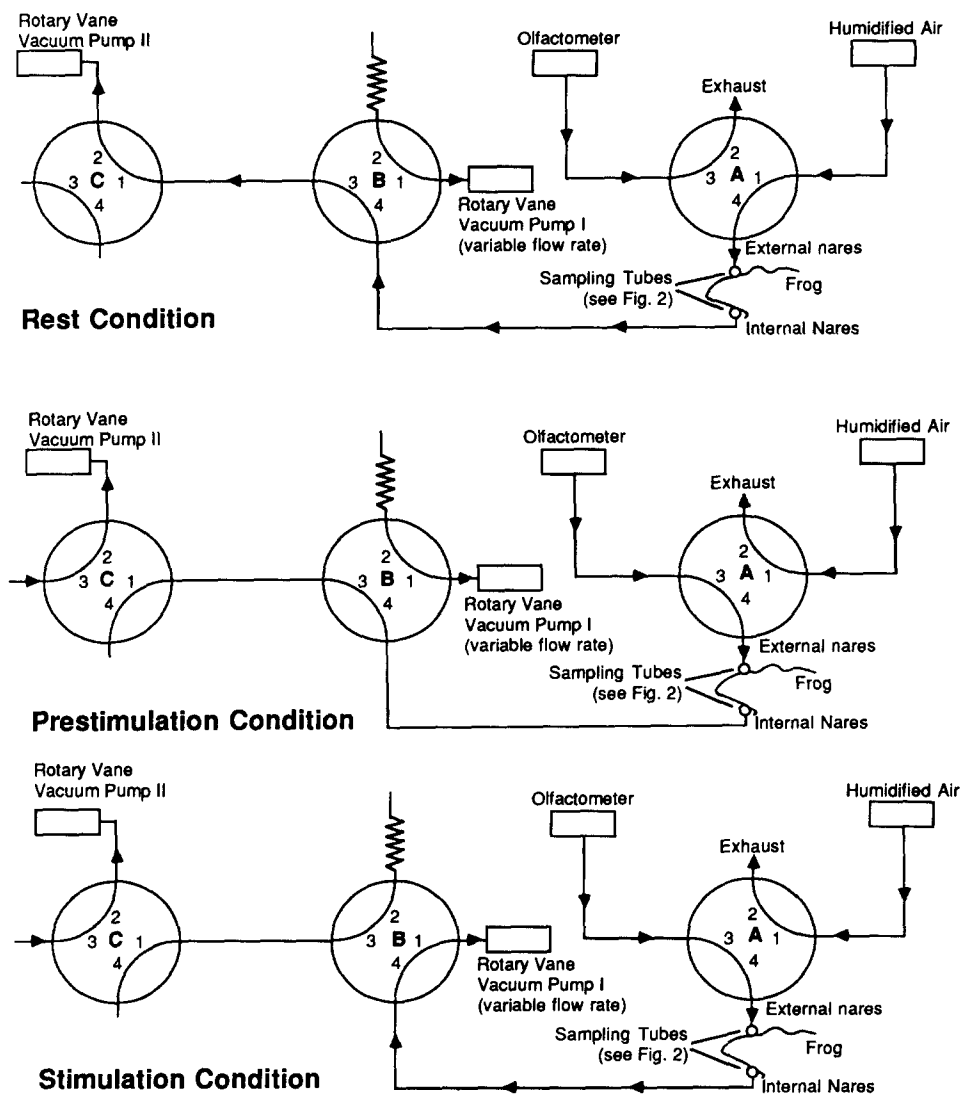 Rotary Vane
Vacuum Pump II
Olfactometer
Humidified Air
Exhaust
2
3 C 1
4
2
3 B 1
4
2
3 A 1
4
Rotary Vane
Vacuum Pump I
(variable flow rate)
External nares
Sampling Tubes
(see Fig. 2)
Frog
Internal Nares
Rest Condition
Rotary Vane
Vacuum Pump II
Olfactometer
Humidified Air
Exhaust
2
3 C 1
4
2
3 B 1
4
2
3 A 1
4
Rotary Vane
Vacuum Pump I
(variable flow rate)
External nares
Sampling Tubes
(see Fig. 2)
Frog
Internal Nares
Prestimulation Condition
Rotary Vane
Vacuum Pump II
Olfactometer
Humidified Air
Exhaust
2
3 C 1
4
2
3 B 1
4
2
3 A 1
4
Rotary Vane
Vacuum Pump I
(variable flow rate)
External nares
Sampling Tubes
(see Fig. 2)
Frog
Internal Nares
Stimulation Condition